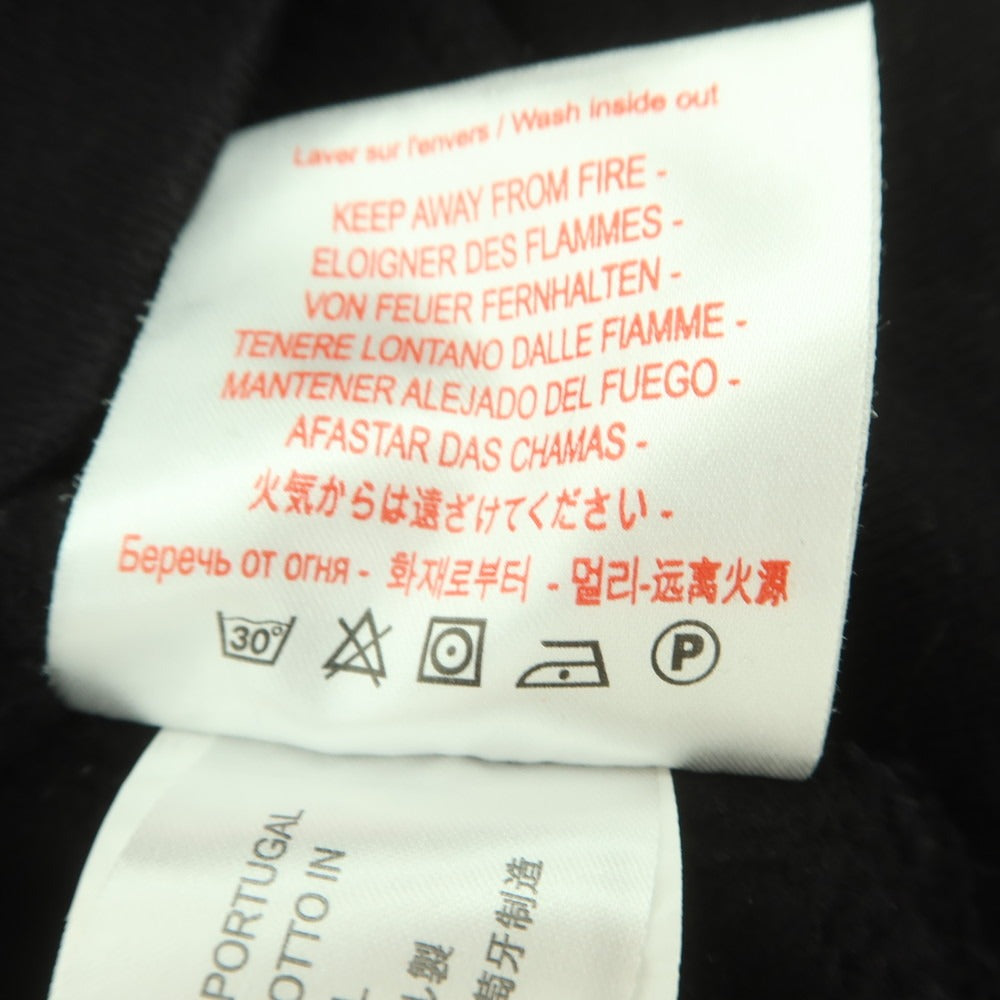 Laver sur l'envers / Wash inside out
KEEP AWAY FROM FIRE -
ELOIGNER DES FLAMMES -
VON FEUER FERNHALTEN -
TENERE LONTANO DALLE FIAMME -
MANTENER ALEJADO DEL FUEGO -
AFASTAR DAS CHAMAS -
火気からは遠ざけてください -
Беречь от огня - 화재로부터 - 멀리-远离火源
30°
P
PORTUGAL
OTTO IN
製
萄牙制造